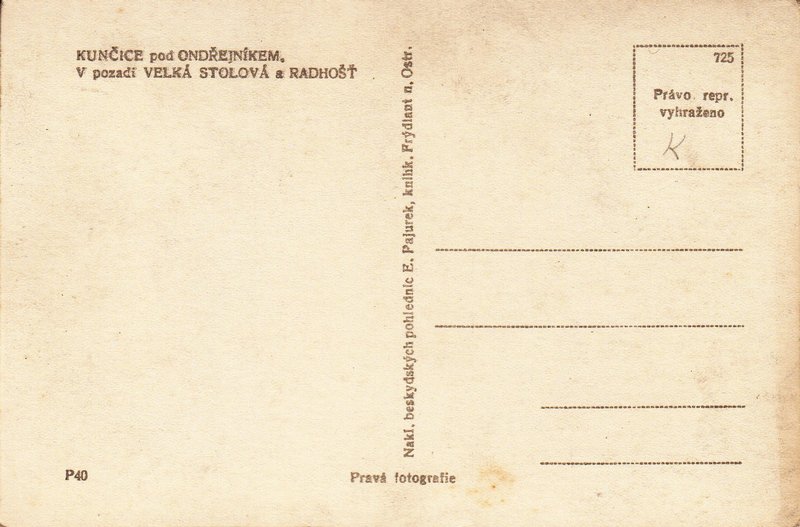 KUNČICE pod ONDŘEJNÍKEM.
V pozadí VELKÁ STOLOVÁ a RADHOŠŤ
Nakl. beskydských pohlednic E. Pajurek, knihk. Frýdlant n. Ostr.
725
Právo repr.
vyhraženo
K
P40
Pravá fotografie